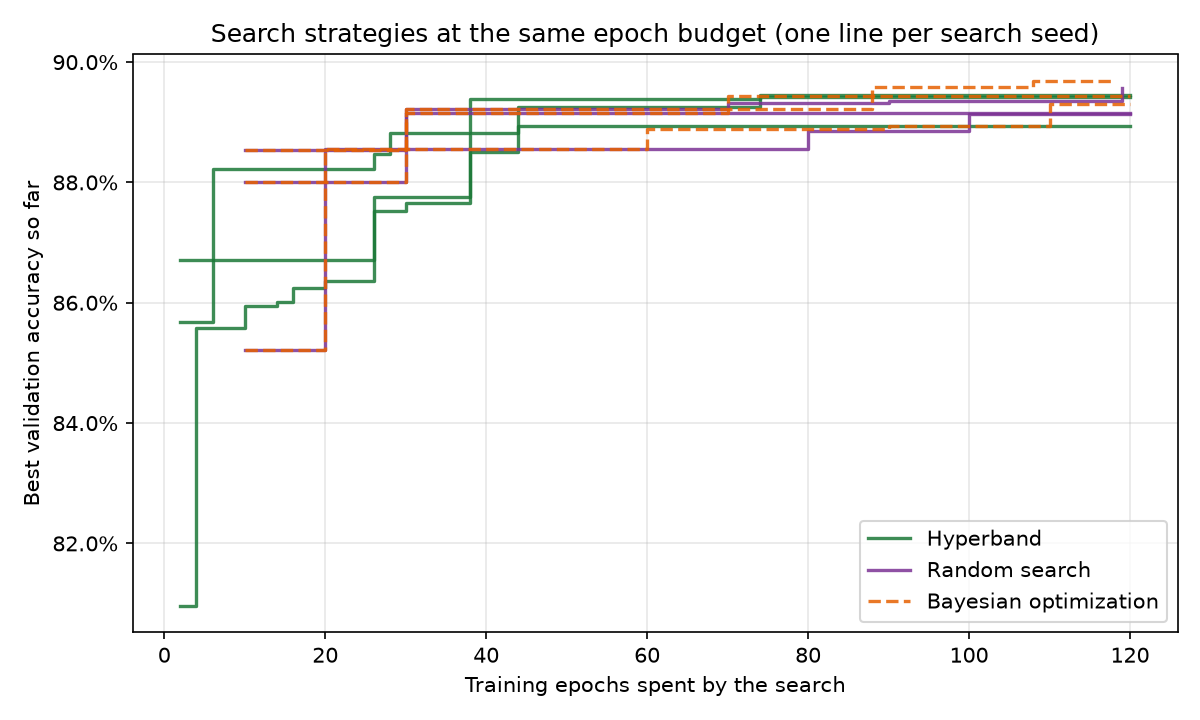 Search strategies at the same epoch budget (one line per search seed)
90.0%
88.0%
86.0%
84.0%
82.0%
Best validation accuracy so far
Hyperband
Random search
Bayesian optimization
0 20 40 60 80 100 120
Training epochs spent by the search